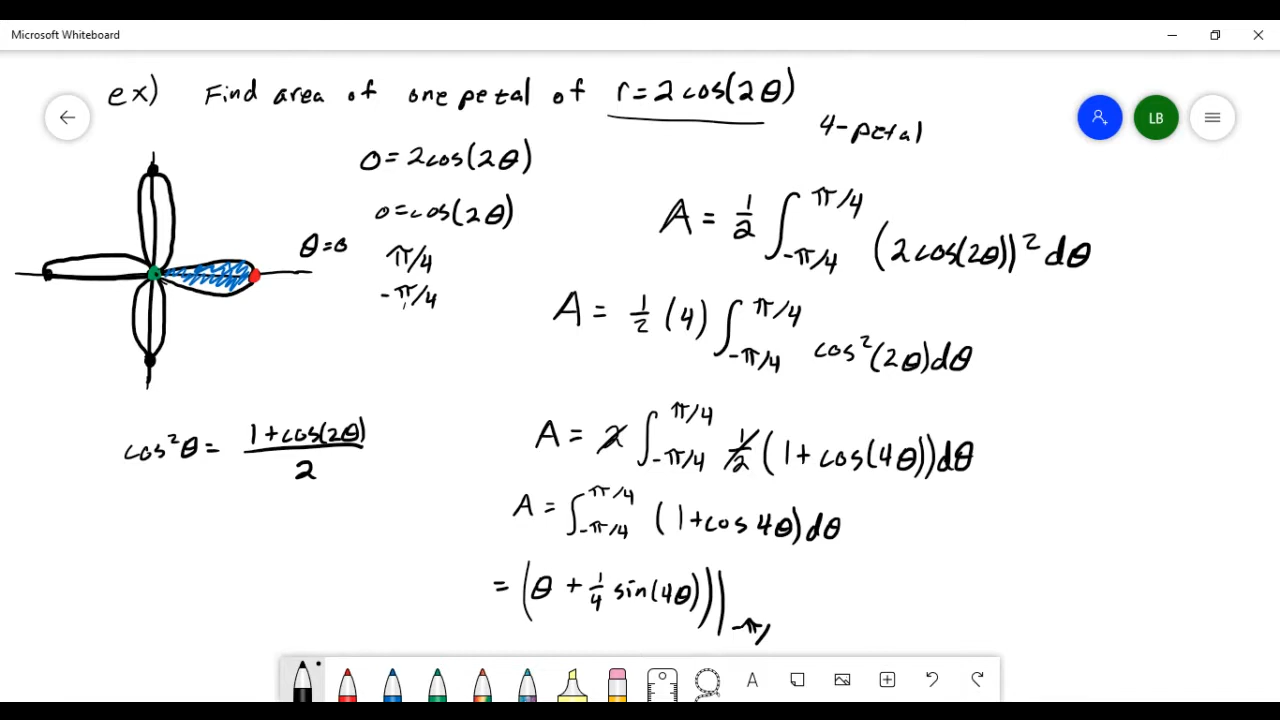 Microsoft Whiteboard
ex) Find area of one petal of r=2cos(2θ)
4-petal
LB
0=2cos(2θ)
0=cos(2θ)
π/4
-π/4
θ=0
A = 1/2 ∫_{-π/4}^{π/4} (2cos(2θ))² dθ
A = 1/2 (4) ∫_{-π/4}^{π/4} cos²(2θ)dθ
cos²θ = (1+cos(2θ))/2
A = 2 ∫_{-π/4}^{π/4} 1/2 (1+cos(4θ))dθ
A = ∫_{-π/4}^{π/4} (1+cos4θ)dθ
= (θ + 1/4 sin(4θ))|_{-π/
A